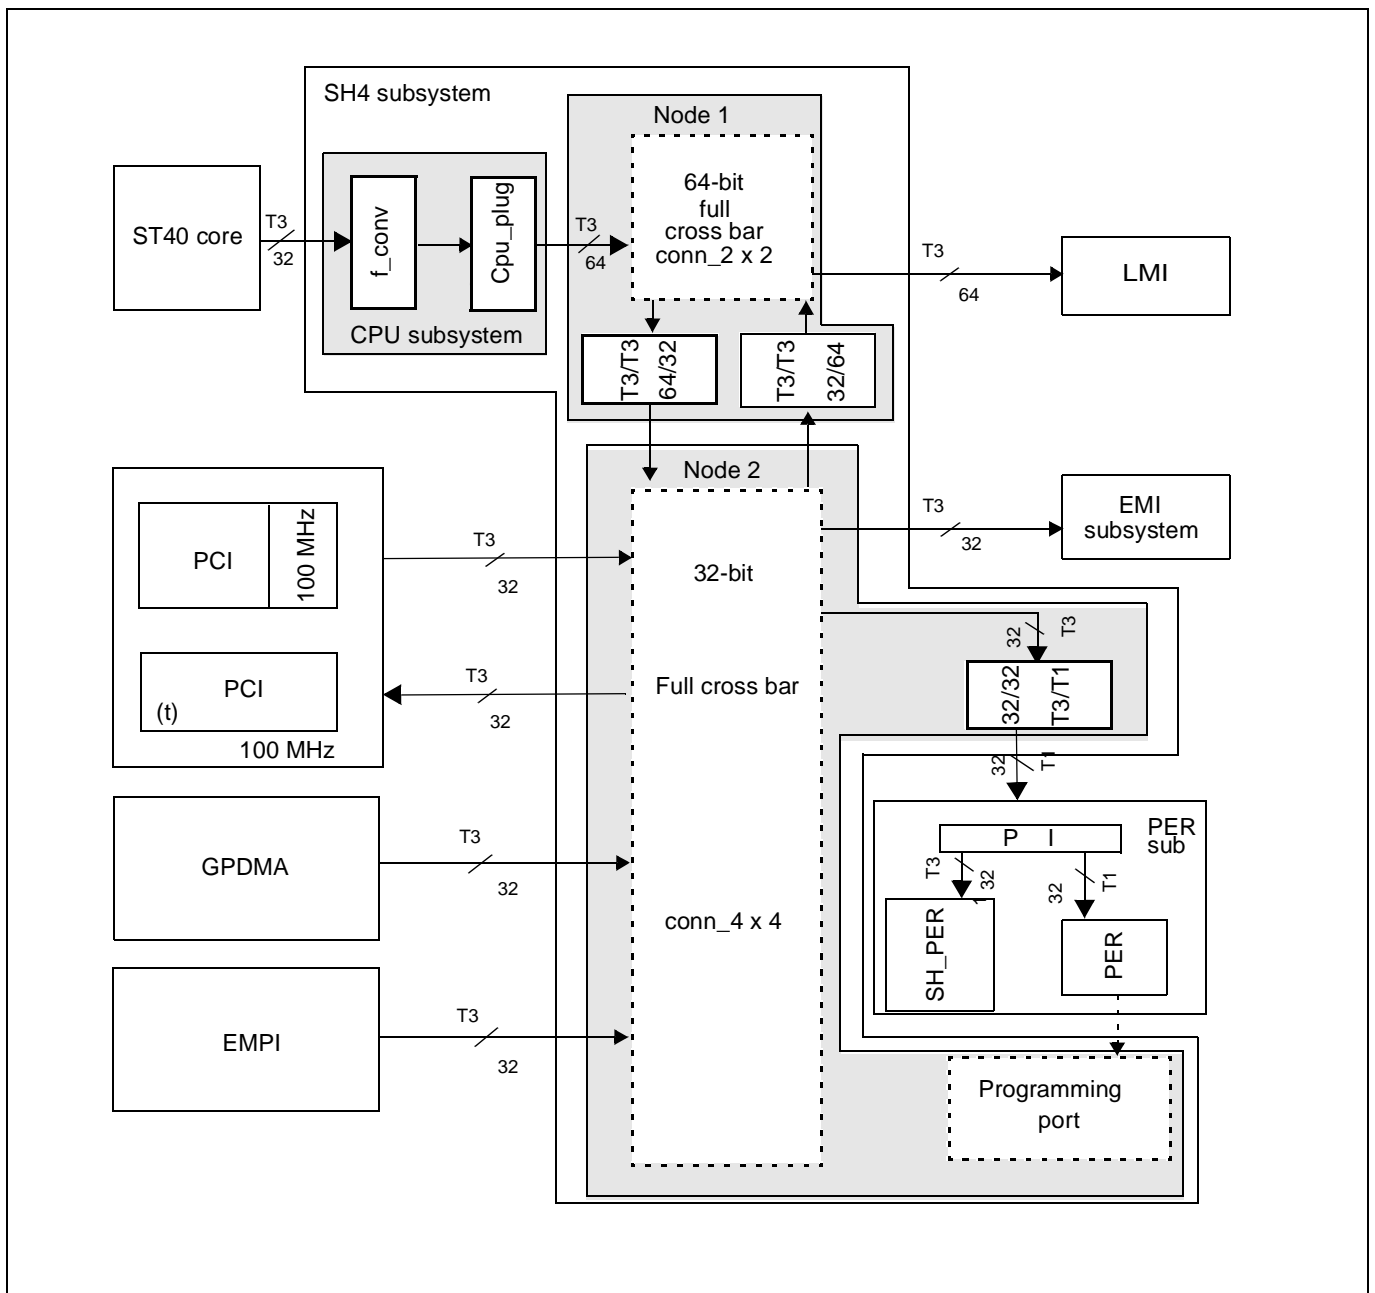 SH4 subsystem
Node 1
64-bit
full
cross bar
conn_2 x 2
ST40 core
T3
32
f_conv
Cpu_plug
CPU subsystem
T3
64
T3
64
LMI
T3/T3
64/32
T3/T3
32/64
Node 2
PCI
100 MHz
T3
32
32-bit
T3
32
EMI
subsystem
PCI
(t)
100 MHz
T3
32
Full cross bar
32
T3
32/32
T3/T1
32
T1
GPDMA
T3
32
P I
PER
sub
T3
32
32
T1
SH_PER
PER
conn_4 x 4
EMPI
T3
32
Programming
port